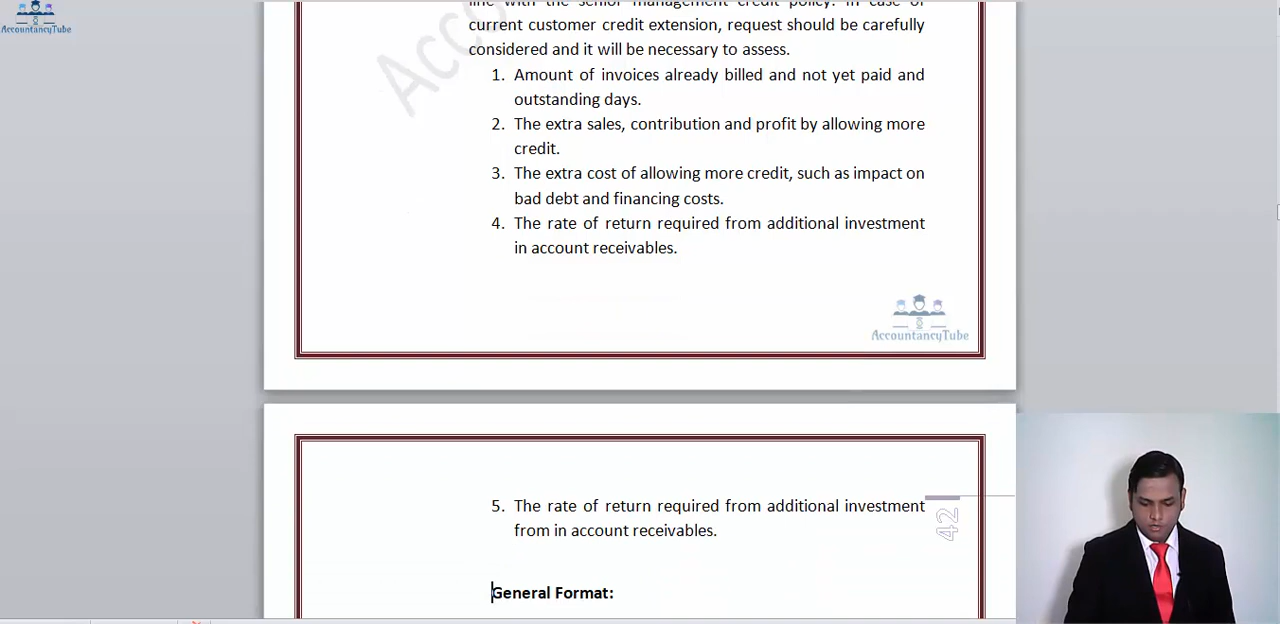 AccountancyTube
line with the senior management credit policy. In case of
current customer credit extension, request should be carefully
considered and it will be necessary to assess.
1. Amount of invoices already billed and not yet paid and
outstanding days.
2. The extra sales, contribution and profit by allowing more
credit.
3. The extra cost of allowing more credit, such as impact on
bad debt and financing costs.
4. The rate of return required from additional investment
in account receivables.
Acco
AccountancyTube
5. The rate of return required from additional investment
from in account receivables.
42
General Format: